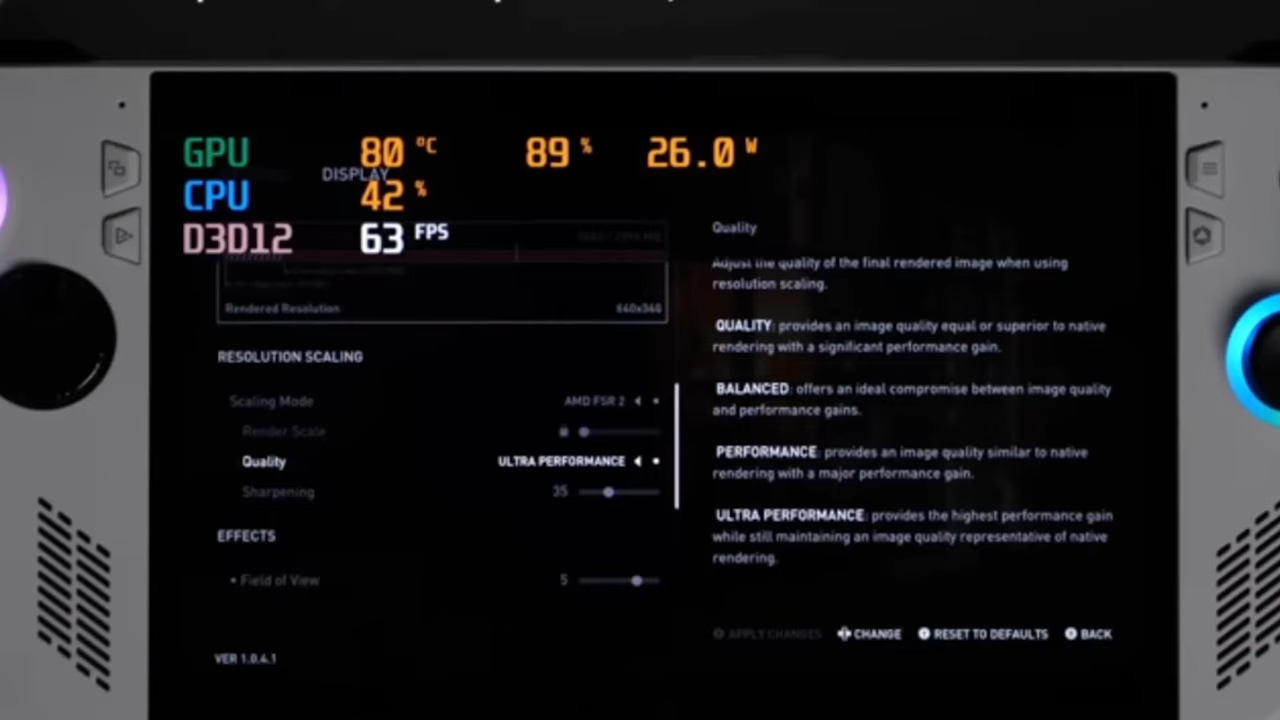 GPU 80 °C 89 % 26.0 W
DISPLAY
CPU 42 %
D3D12 63 FPS
Quality
Adjust the quality of the final rendered image when using
resolution scaling.
Rendered Resolution 640x360
QUALITY: provides an image quality equal or superior to native
rendering with a significant performance gain.
RESOLUTION SCALING
BALANCED: offers an ideal compromise between image quality
and performance gains.
Scaling Mode AMD FSR 2
Render Scale
PERFORMANCE: provides an image quality similar to native
rendering with a major performance gain.
Quality ULTRA PERFORMANCE
Sharpening 35
ULTRA PERFORMANCE: provides the highest performance gain
while still maintaining an image quality representative of native
rendering.
EFFECTS
• Field of View 5
APPLY CHANGES CHANGE RESET TO DEFAULTS BACK
VER 1.0.4.1